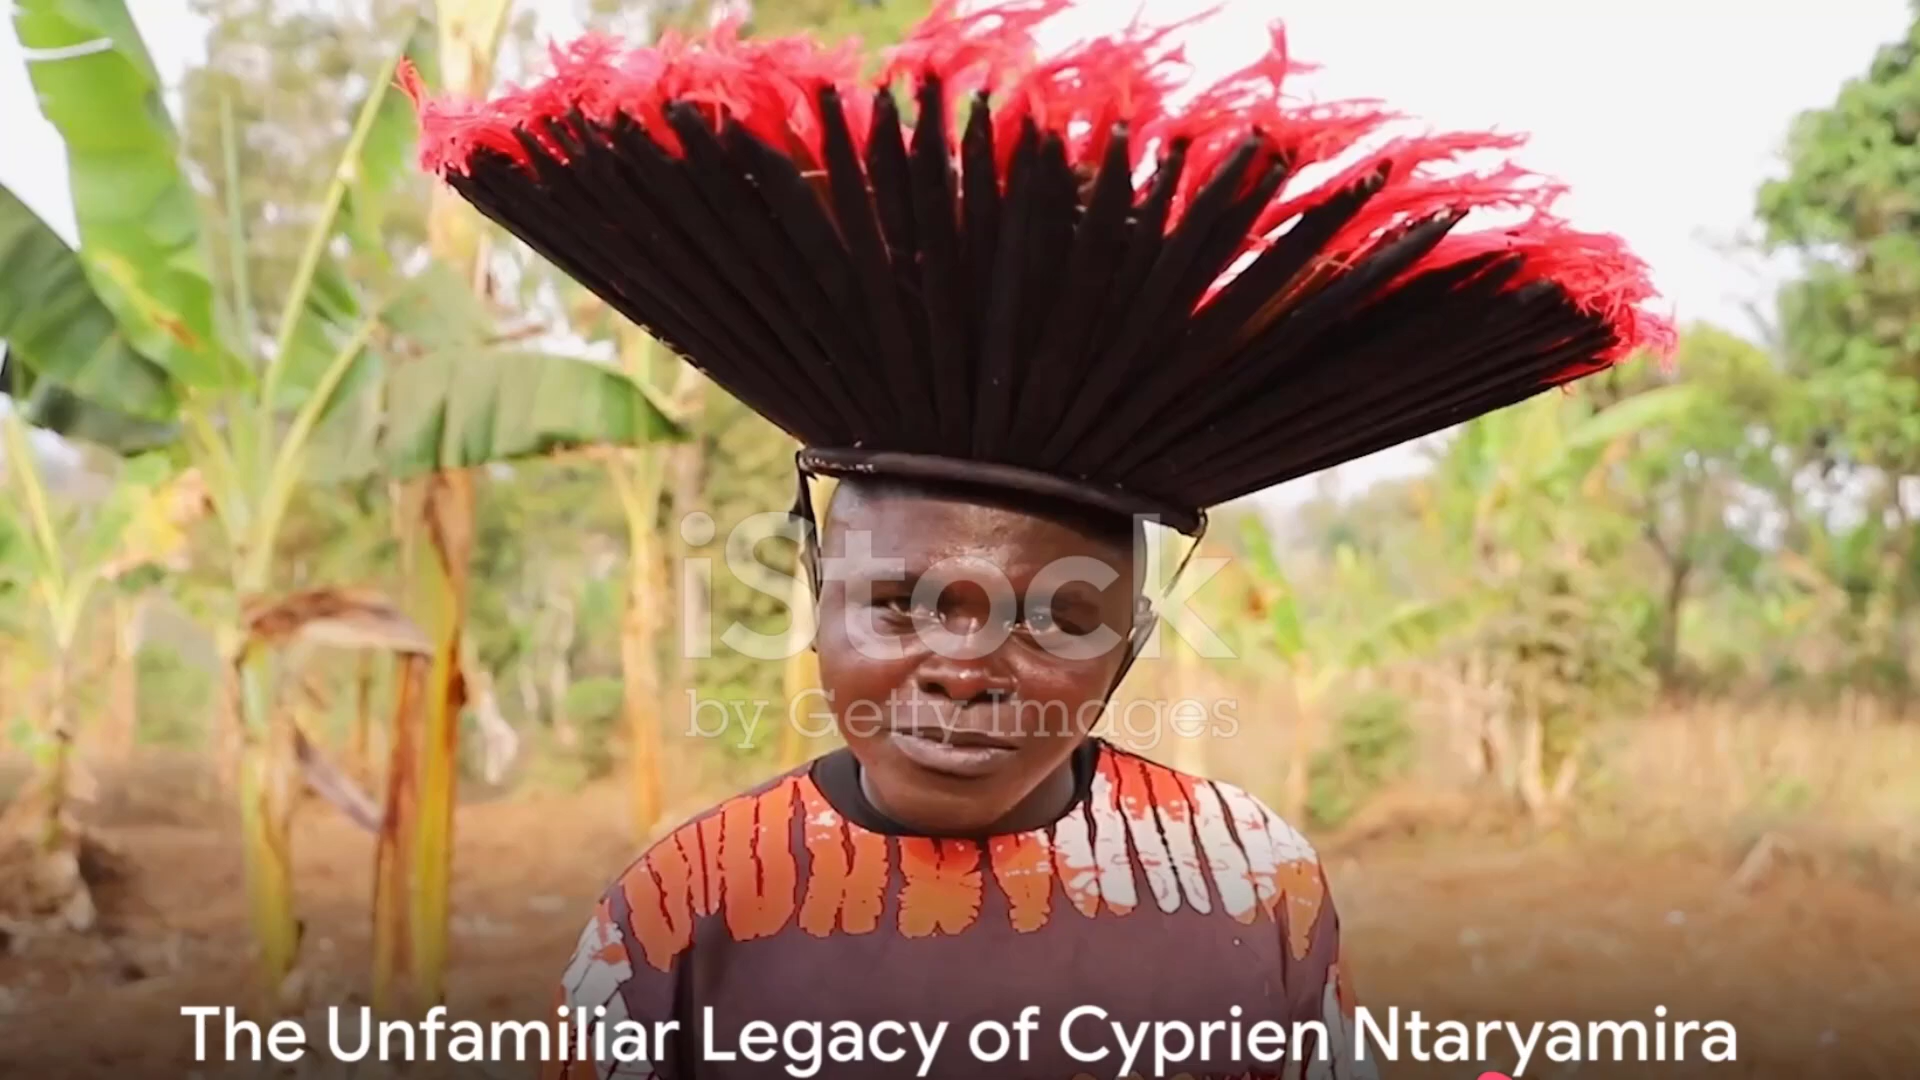 iStock
by Getty Images
The Unfamiliar Legacy of Cyprien Ntaryamira